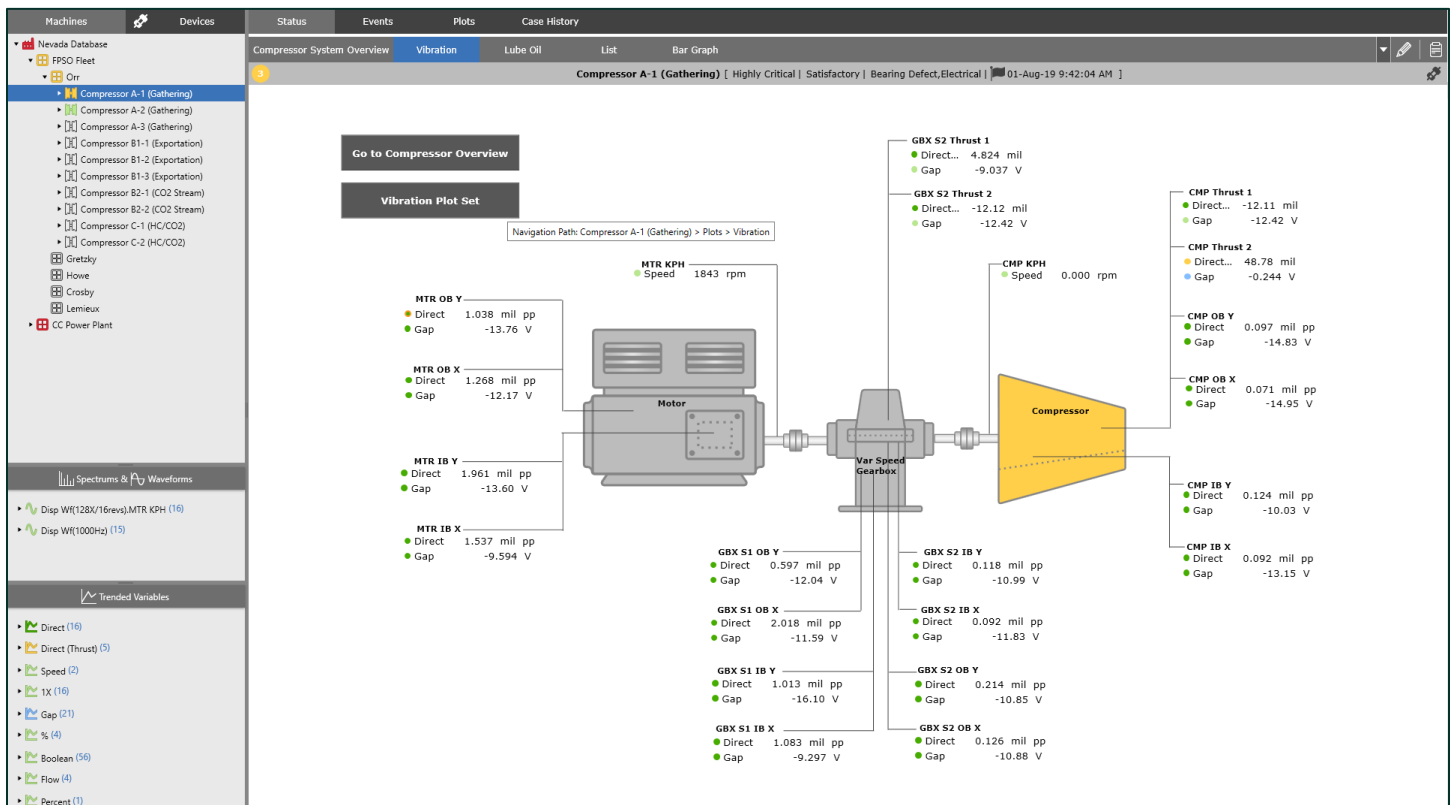 Machines Devices Status Events Plots Case History
Compressor System Overview Vibration Lube Oil List Bar Graph
3 Compressor A-1 (Gathering) [ Highly Critical | Satisfactory | Bearing Defect,Electrical | 01-Aug-19 9:42:04 AM ]
Nevada Database
FPSO Fleet
Orr
Compressor A-1 (Gathering)
Compressor A-2 (Gathering)
Compressor A-3 (Gathering)
Compressor B1-1 (Exportation)
Compressor B1-2 (Exportation)
Compressor B1-3 (Exportation)
Compressor B2-1 (CO2 Stream)
Compressor B2-2 (CO2 Stream)
Compressor C-1 (HC/CO2)
Compressor C-2 (HC/CO2)
Gretzky
Howe
Crosby
Lemieux
CC Power Plant
Spectrums & Waveforms
Disp Wf(128X/16revs).MTR KPH (16)
Disp Wf(1000Hz) (15)
Trended Variables
Direct (16)
Direct (Thrust) (5)
Speed (2)
1X (16)
Gap (21)
% (4)
Boolean (56)
Flow (4)
Percent (1)
Go to Compressor Overview
Vibration Plot Set
Navigation Path: Compressor A-1 (Gathering) > Plots > Vibration
GBX S2 Thrust 1
Direct... 4.824 mil
Gap -9.037 V
GBX S2 Thrust 2
Direct... -12.12 mil
Gap -12.42 V
CMP Thrust 1
Direct... -12.11 mil
Gap -12.42 V
CMP Thrust 2
Direct... 48.78 mil
Gap -0.244 V
MTR KPH
Speed 1843 rpm
CMP KPH
Speed 0.000 rpm
MTR OB Y
Direct 1.038 mil pp
Gap -13.76 V
MTR OB X
Direct 1.268 mil pp
Gap -12.17 V
MTR IB Y
Direct 1.961 mil pp
Gap -13.60 V
MTR IB X
Direct 1.537 mil pp
Gap -9.594 V
Motor
Var Speed
Gearbox
Compressor
CMP OB Y
Direct 0.097 mil pp
Gap -14.83 V
CMP OB X
Direct 0.071 mil pp
Gap -14.95 V
CMP IB Y
Direct 0.124 mil pp
Gap -10.03 V
CMP IB X
Direct 0.092 mil pp
Gap -13.15 V
GBX S1 OB Y
Direct 0.597 mil pp
Gap -12.04 V
GBX S1 OB X
Direct 2.018 mil pp
Gap -11.59 V
GBX S1 IB Y
Direct 1.013 mil pp
Gap -16.10 V
GBX S1 IB X
Direct 1.083 mil pp
Gap -9.297 V
GBX S2 IB Y
Direct 0.118 mil pp
Gap -10.99 V
GBX S2 IB X
Direct 0.092 mil pp
Gap -11.83 V
GBX S2 OB Y
Direct 0.214 mil pp
Gap -10.85 V
GBX S2 OB X
Direct 0.126 mil pp
Gap -10.88 V